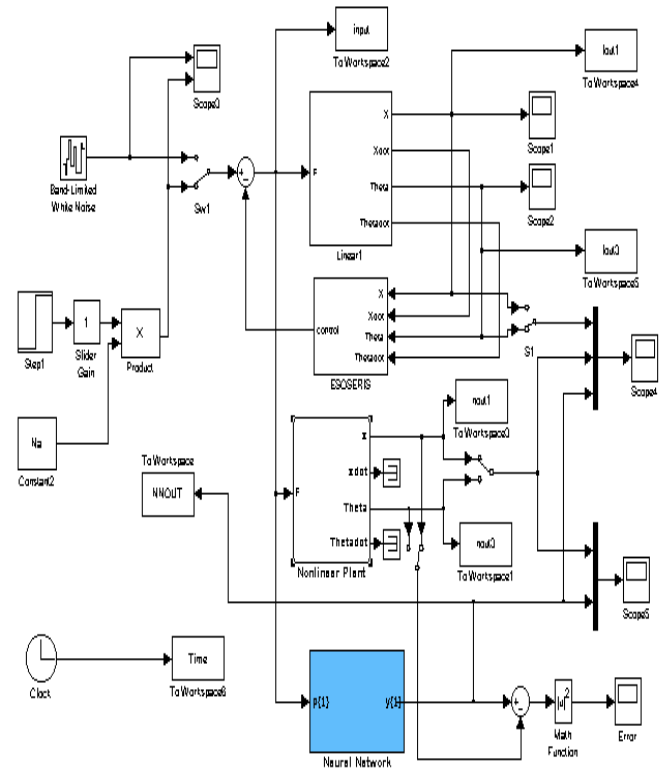 input
To Workspace2
lout1
To Workspace4
Scope3
X
Xdot
Theta
Thetadot
F
Linear1
Scope1
Scope2
Band-Limited
White Noise
Sw1
lout3
To Workspace5
X
Xdot
Theta
Thetadot
control
ESOSERIS
S1
Step1
1
Slider
Gain
X
Product
Scope4
Na
Constant2
nout1
To Workspace3
To Workspace
NNOUT
x
xdot
Theta
Thetadot
F
Nonlinear Plant
nout3
To Workspace1
Scope5
Clock
Time
To Workspace6
p{1}
y{1}
Neural Network
|u|2
Math
Function
Error